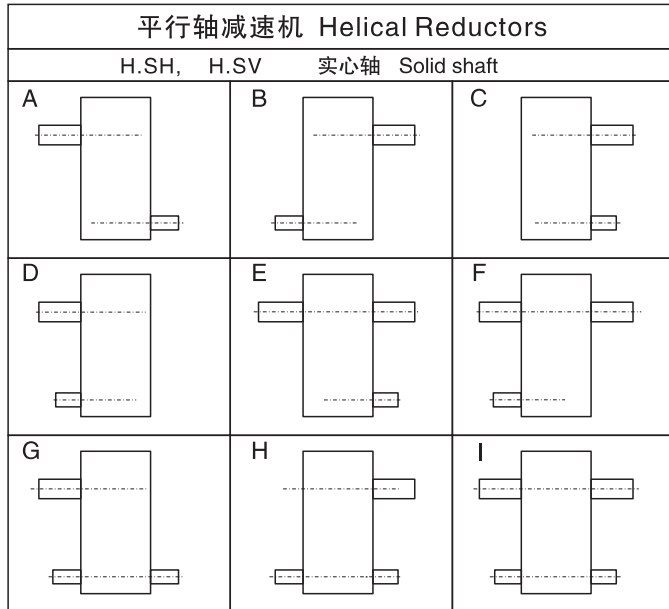 平行轴减速机 Helical Reductors
H.SH, H.SV 实心轴 Solid shaft
A B C
D E F
G H I